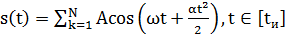 s(t) = ∑_{k=1}^{N} Acos(ωt + αt²/2), t ∈ [t_и]